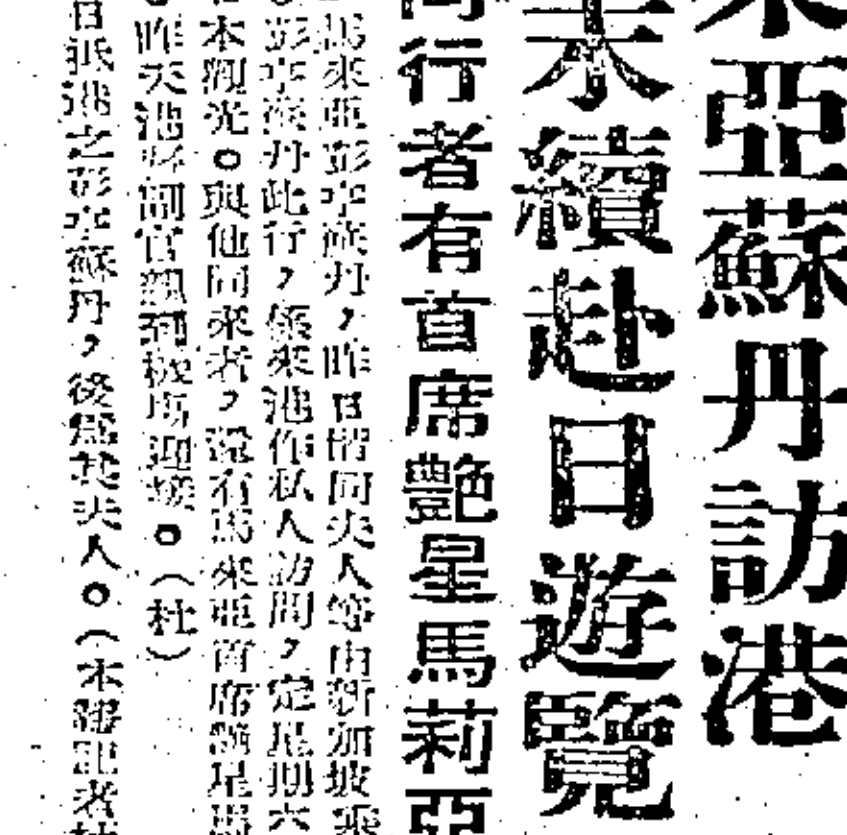 來亞蘇丹訪港
末續赴日遊覽
同行者有首席艷星馬莉亞
馬來亞彭亨蘇丹,昨日偕同夫人等由新加坡乘
彭亨蘇丹此行,係來港作私人訪問,定星期六
本觀光。與他同來者,還有馬來亞首席艷星馬
昨天港督副官親到機場迎接。(杜)
日抵港之彭亨蘇丹,後爲其夫人。(本報記者